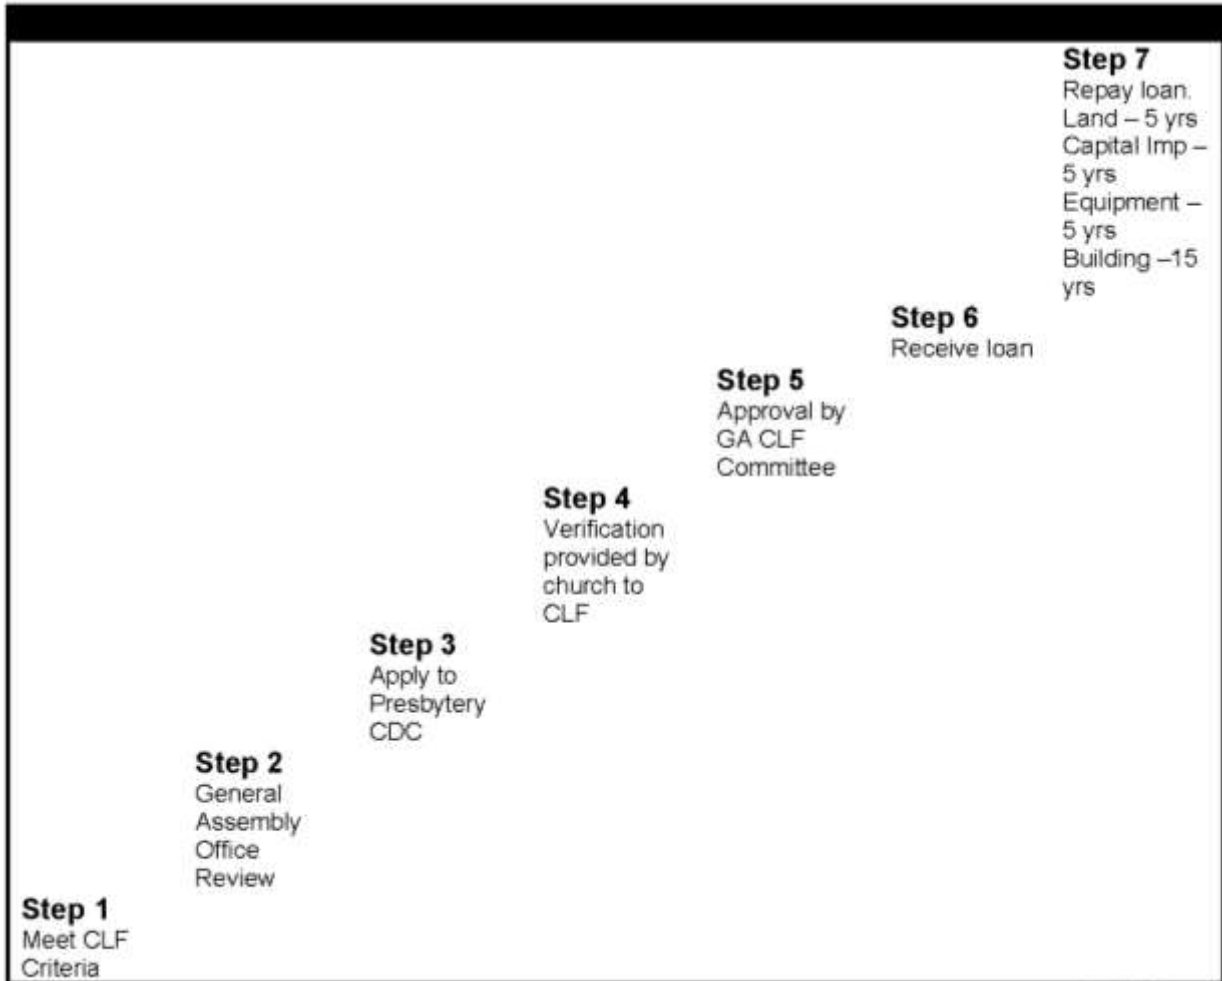 Step 7
Repay loan.
Land – 5 yrs
Capital Imp –
5 yrs
Equipment –
5 yrs
Building –15
yrs
Step 6
Receive loan
Step 5
Approval by
GA CLF
Committee
Step 4
Verification
provided by
church to
CLF
Step 3
Apply to
Presbytery
CDC
Step 2
General
Assembly
Office
Review
Step 1
Meet CLF
Criteria